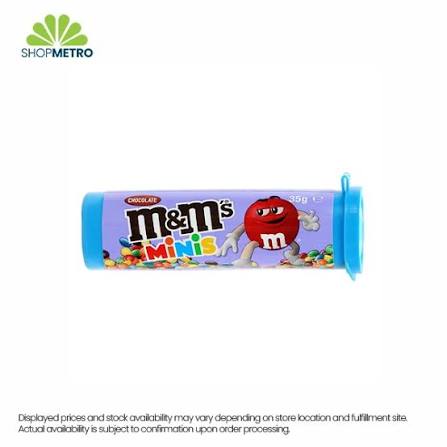 SHOPMETRO
CHOCOLATE
m&m's
MINIS
35g e
m
Displayed prices and stock availability may vary depending on store location and fulfillment site.
Actual availability is subject to confirmation upon order processing.